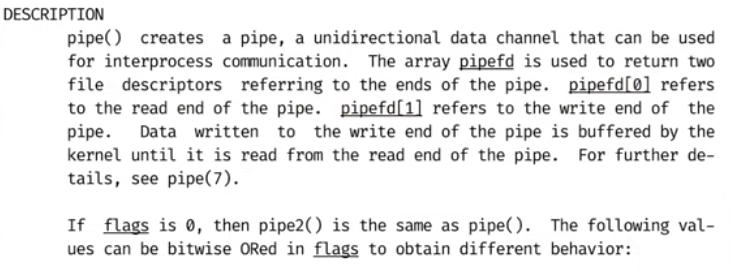 DESCRIPTION
pipe() creates a pipe, a unidirectional data channel that can be used
for interprocess communication. The array pipefd is used to return two
file descriptors referring to the ends of the pipe. pipefd[0] refers
to the read end of the pipe. pipefd[1] refers to the write end of the
pipe. Data written to the write end of the pipe is buffered by the
kernel until it is read from the read end of the pipe. For further de-
tails, see pipe(7).
If flags is 0, then pipe2() is the same as pipe(). The following val-
ues can be bitwise ORed in flags to obtain different behavior: